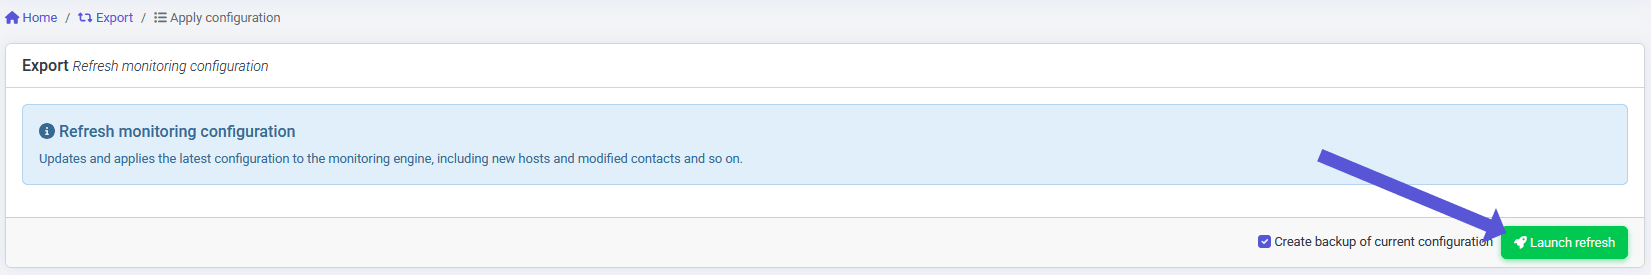 Home / Export / Apply configuration
Export Refresh monitoring configuration
Refresh monitoring configuration
Updates and applies the latest configuration to the monitoring engine, including new hosts and modified contacts and so on.
Create backup of current configuration Launch refresh